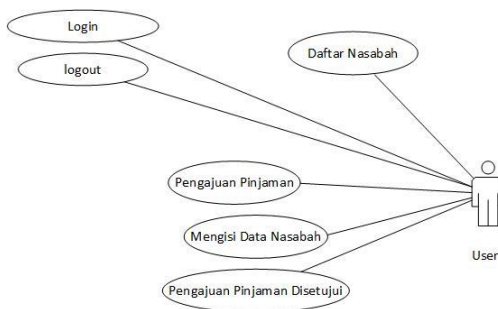 Login
logout
Daftar Nasabah
Pengajuan Pinjaman
Mengisi Data Nasabah
Pengajuan Pinjaman Disetujui
User